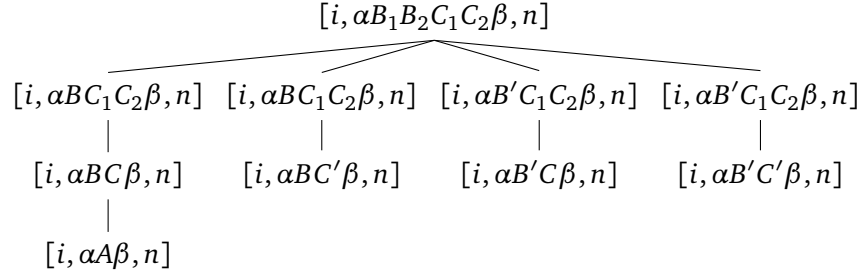 [i, αB₁B₂C₁C₂β, n]
[i, αBC₁C₂β, n] [i, αBC₁C₂β, n] [i, αB′C₁C₂β, n] [i, αB′C₁C₂β, n]
[i, αBCβ, n] [i, αBC′β, n] [i, αB′Cβ, n] [i, αB′C′β, n]
[i, αAβ, n]